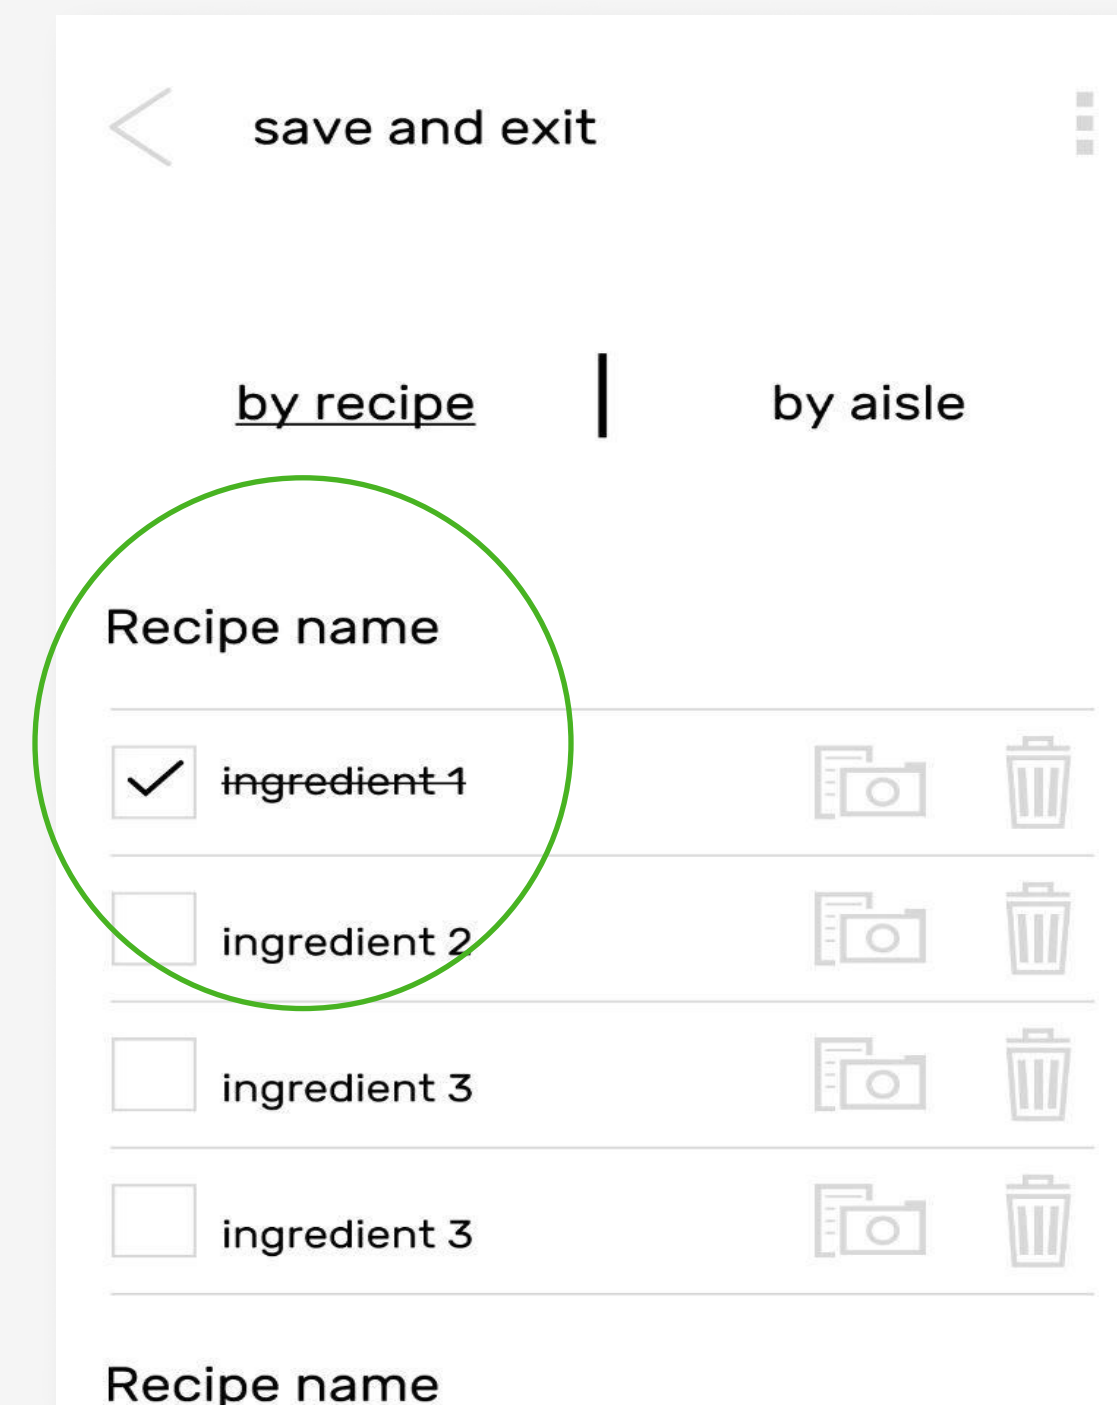 save and exit
by recipe | by aisle
Recipe name
ingredient 1
ingredient 2
ingredient 3
ingredient 3
Recipe name